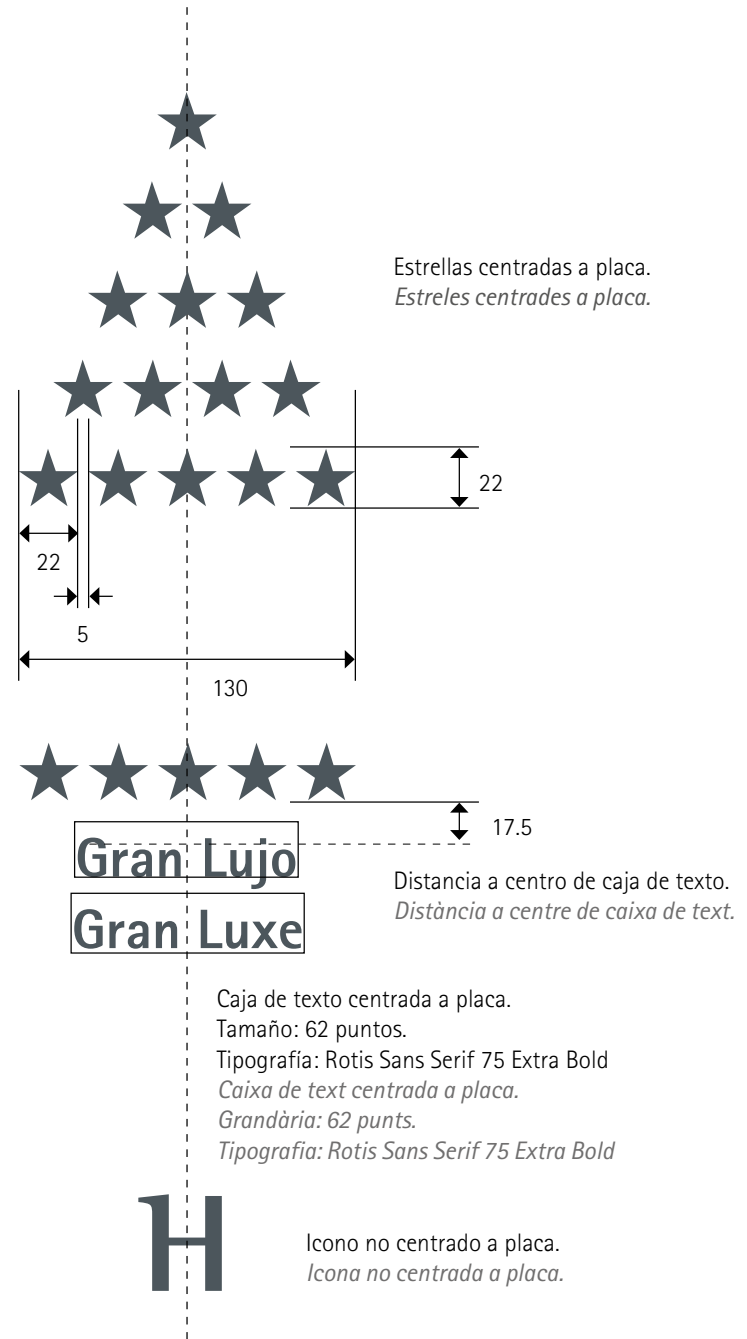 Estrellas centradas a placa.
Estreles centrades a placa.
22
22
5
130
17.5
Gran Lujo
Gran Luxe
Distancia a centro de caja de texto.
Distància a centre de caixa de text.
Caja de texto centrada a placa.
Tamaño: 62 puntos.
Tipografía: Rotis Sans Serif 75 Extra Bold
Caixa de text centrada a placa.
Grandària: 62 punts.
Tipografia: Rotis Sans Serif 75 Extra Bold
H
Icono no centrado a placa.
Icona no centrada a placa.